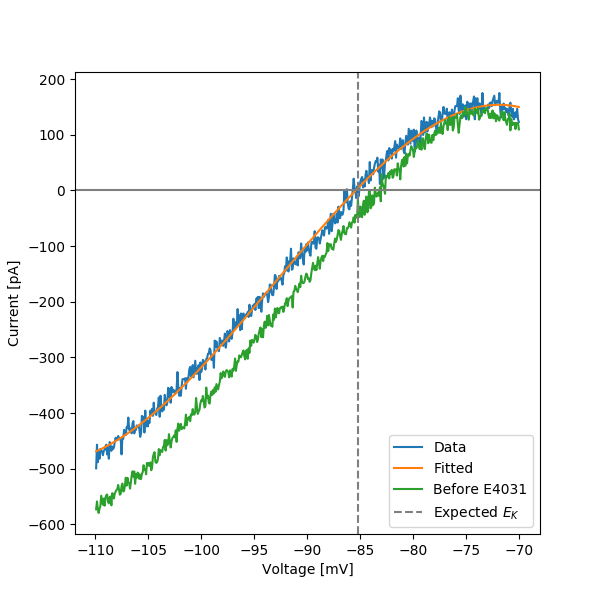 200
100
0
−100
−200
−300
−400
−500
−600
Current [pA]
−110 −105 −100 −95 −90 −85 −80 −75 −70
Voltage [mV]
Data
Fitted
Before E4031
Expected E_K